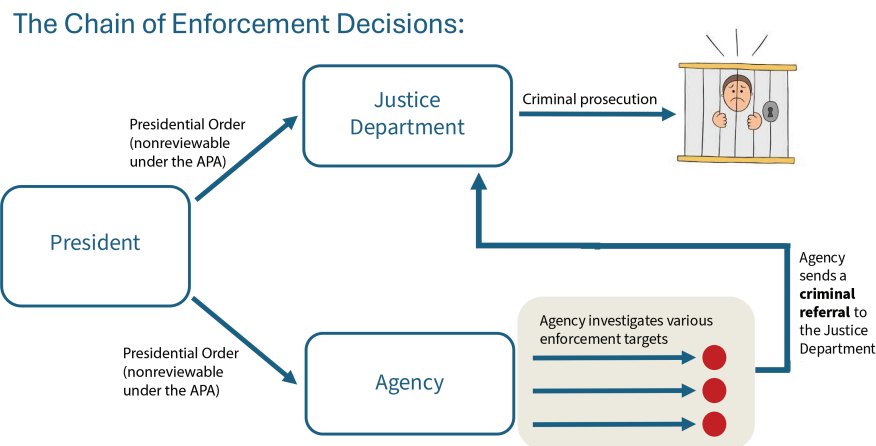 The Chain of Enforcement Decisions:
Justice
Department
Criminal prosecution
Presidential Order
(nonreviewable
under the APA)
President
Agency
sends a
criminal
referral to
the Justice
Department
Presidential Order
(nonreviewable
under the APA)
Agency
Agency investigates various
enforcement targets